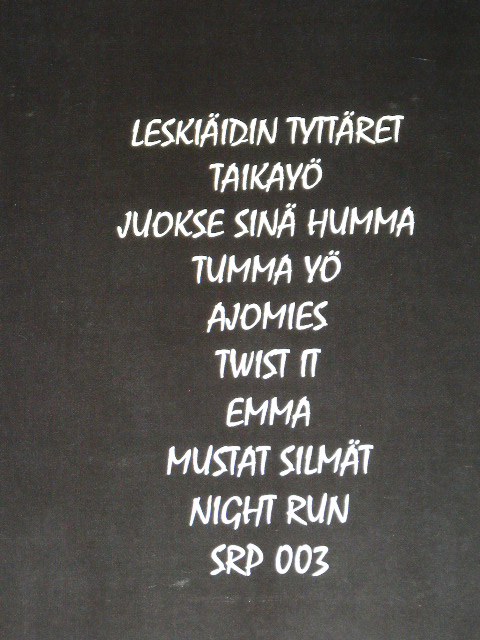 LESKIÄIDIN TYTTÄRET
TAIKAYÖ
JUOKSE SINÄ HUMMA
TUMMA YÖ
AJOMIES
TWIST IT
EMMA
MUSTAT SILMÄT
NIGHT RUN
SRP 003